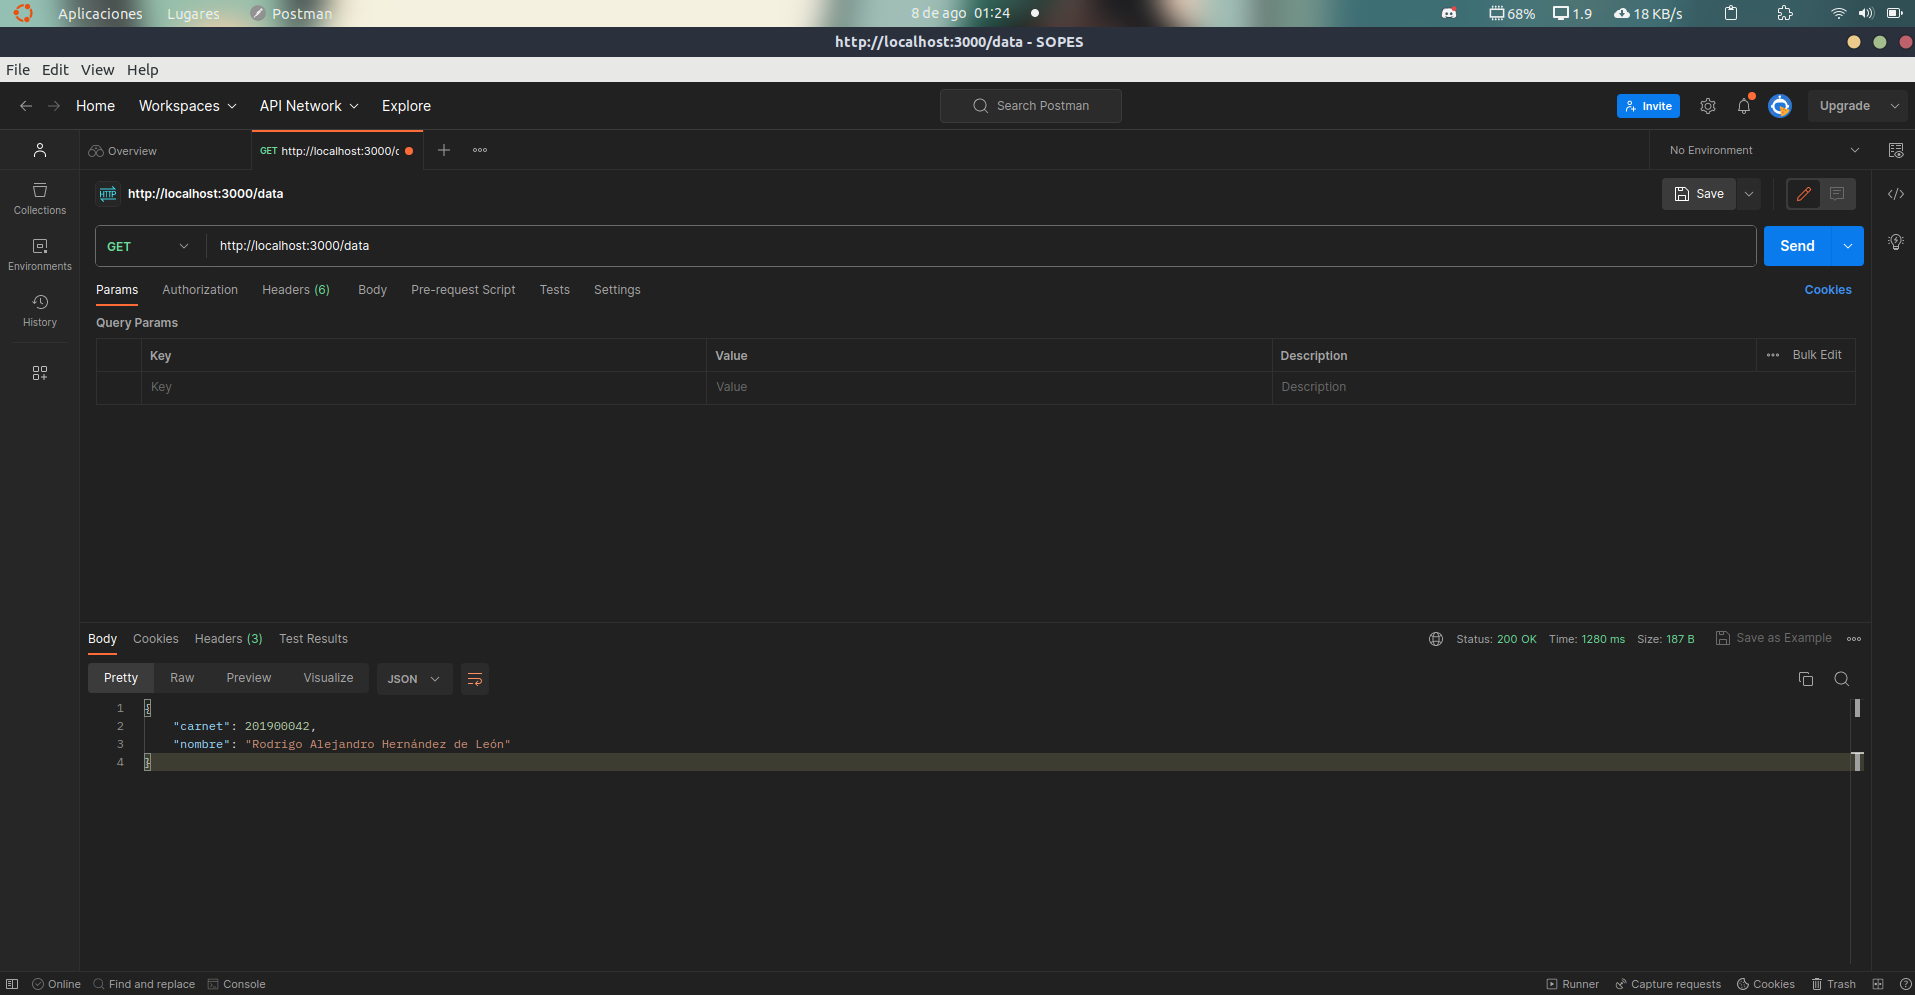 Aplicaciones Lugares Postman 8 de ago 01:24 68% 1.9 18 KB/s
http://localhost:3000/data - SOPES
File Edit View Help
Home Workspaces API Network Explore Search Postman Invite Upgrade
Overview GET http://localhost:3000/c No Environment
HTTP http://localhost:3000/data Save
Collections
GET http://localhost:3000/data Send
Environments
Params Authorization Headers (6) Body Pre-request Script Tests Settings Cookies
History
Query Params
Key Value Description Bulk Edit
Key Value Description
Body Cookies Headers (3) Test Results Status: 200 OK Time: 1280 ms Size: 187 B Save as Example
Pretty Raw Preview Visualize JSON
1 {
2 "carnet": 201900042,
3 "nombre": "Rodrigo Alejandro Hernández de León"
4 }
Online Find and replace Console Runner Capture requests Cookies Trash